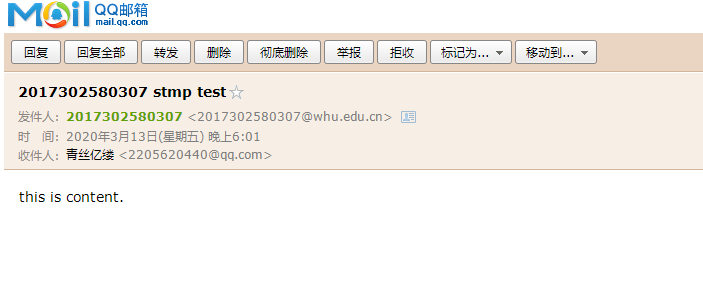 Mail QQ邮箱
mail.qq.com
回复 回复全部 转发 删除 彻底删除 举报 拒收 标记为... 移动到...
2017302580307 stmp test
发件人：2017302580307 <2017302580307@whu.edu.cn>
时 间：2020年3月13日(星期五) 晚上6:01
收件人：青丝亿缕 <2205620440@qq.com>
this is content.